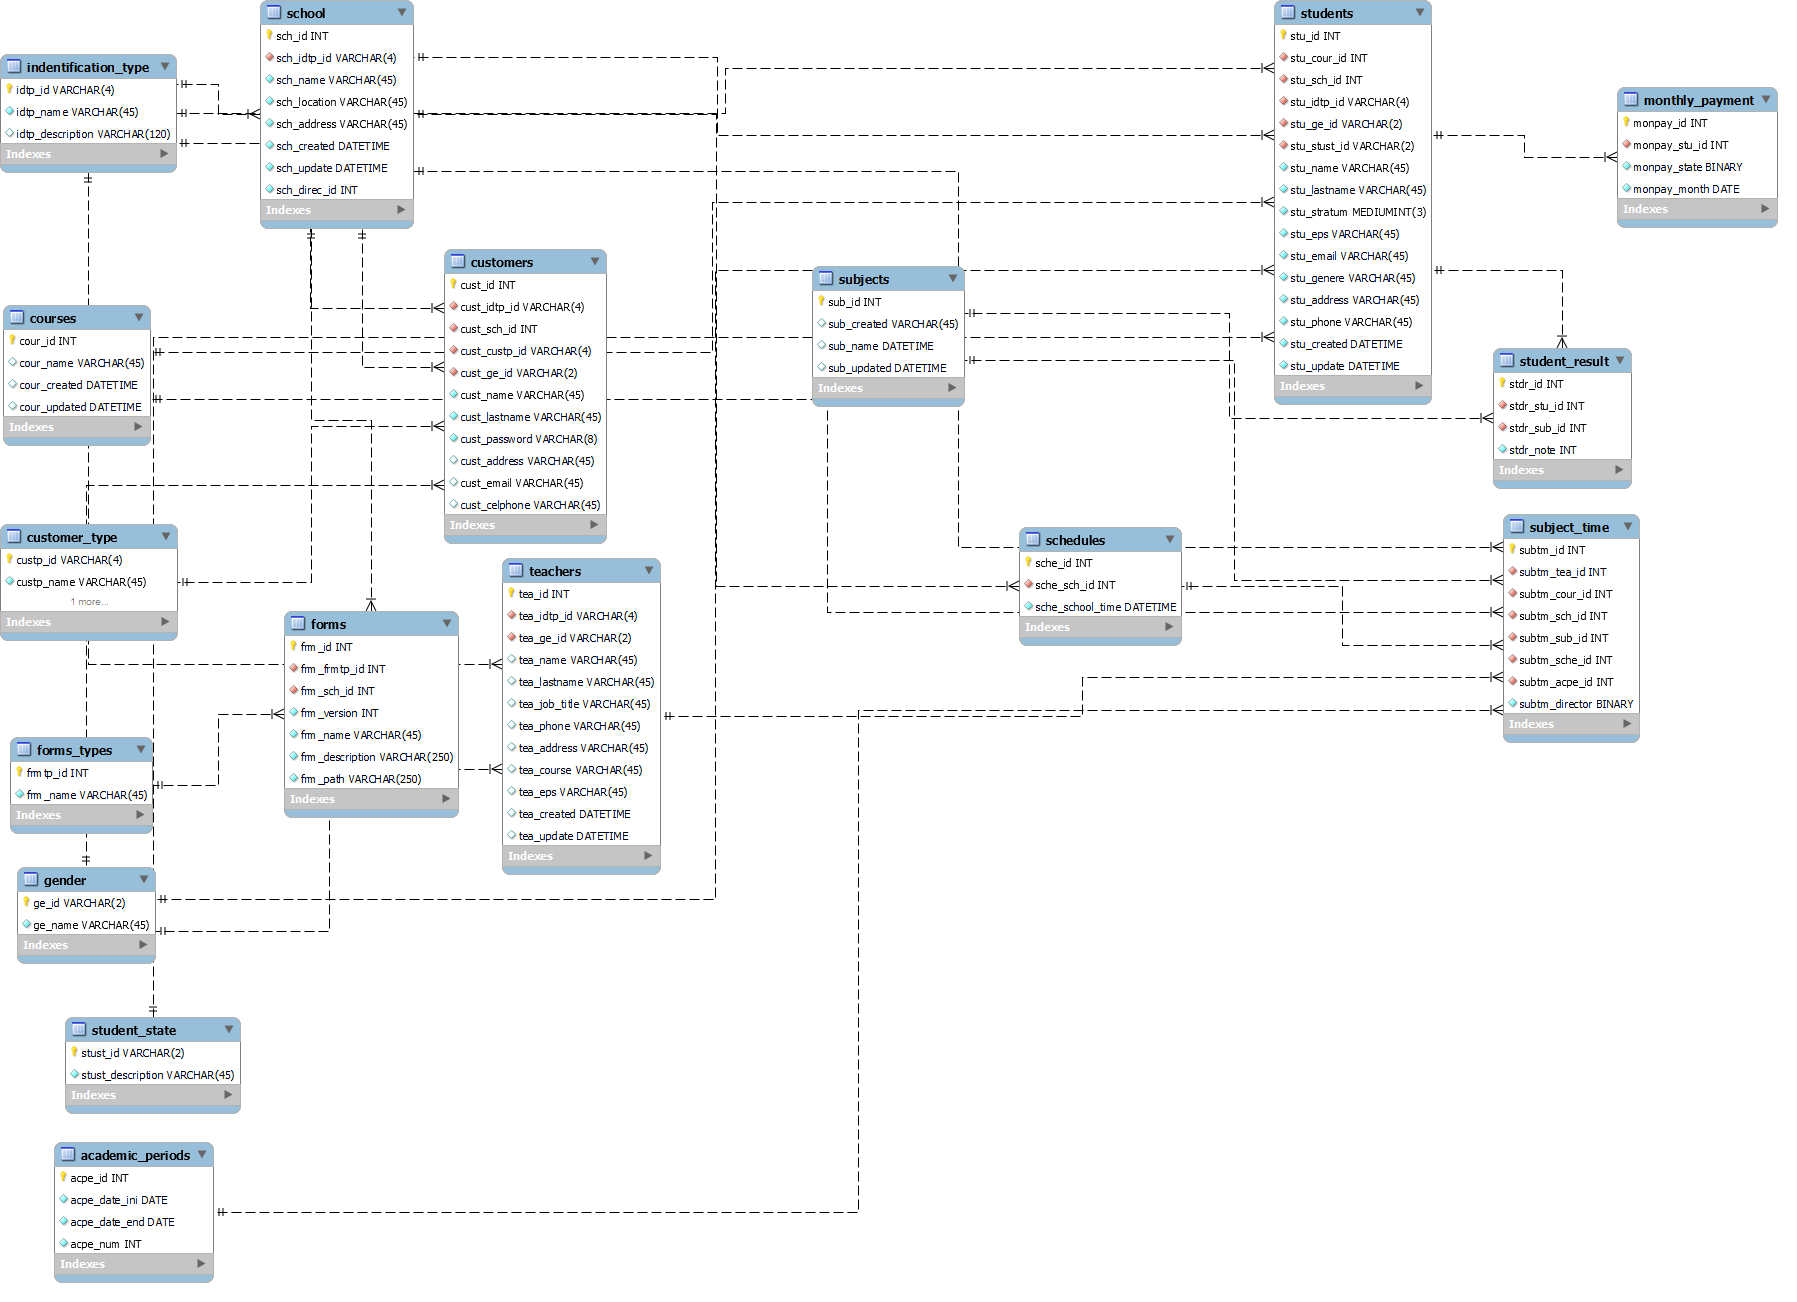 school
sch_id INT
sch_idtp_id VARCHAR(4)
sch_name VARCHAR(45)
sch_location VARCHAR(45)
sch_address VARCHAR(45)
sch_created DATETIME
sch_update DATETIME
sch_direc_id INT
Indexes
indentification_type
idtp_id VARCHAR(4)
idtp_name VARCHAR(45)
idtp_description VARCHAR(120)
Indexes
students
stu_id INT
stu_cour_id INT
stu_sch_id INT
stu_idtp_id VARCHAR(4)
stu_ge_id VARCHAR(2)
stu_stust_id VARCHAR(2)
stu_name VARCHAR(45)
stu_lastname VARCHAR(45)
stu_stratum MEDIUMINT(3)
stu_eps VARCHAR(45)
stu_email VARCHAR(45)
stu_genere VARCHAR(45)
stu_address VARCHAR(45)
stu_phone VARCHAR(45)
stu_created DATETIME
stu_update DATETIME
Indexes
monthly_payment
monpay_id INT
monpay_stu_id INT
monpay_state BINARY
monpay_month DATE
Indexes
customers
cust_id INT
cust_idtp_id VARCHAR(4)
cust_sch_id INT
cust_custp_id VARCHAR(4)
cust_ge_id VARCHAR(2)
cust_name VARCHAR(45)
cust_lastname VARCHAR(45)
cust_password VARCHAR(8)
cust_address VARCHAR(45)
cust_email VARCHAR(45)
cust_celphone VARCHAR(45)
Indexes
subjects
sub_id INT
sub_created VARCHAR(45)
sub_name DATETIME
sub_updated DATETIME
Indexes
courses
cour_id INT
cour_name VARCHAR(45)
cour_created DATETIME
cour_updated DATETIME
Indexes
student_result
stdr_id INT
stdr_stu_id INT
stdr_sub_id INT
stdr_note INT
Indexes
customer_type
custp_id VARCHAR(4)
custp_name VARCHAR(45)
1 more...
Indexes
schedules
sche_id INT
sche_sch_id INT
sche_school_time DATETIME
Indexes
subject_time
subtm_id INT
subtm_tea_id INT
subtm_cour_id INT
subtm_sch_id INT
subtm_sub_id INT
subtm_sche_id INT
subtm_acpe_id INT
subtm_director BINARY
Indexes
teachers
tea_id INT
tea_idtp_id VARCHAR(4)
tea_ge_id VARCHAR(2)
tea_name VARCHAR(45)
tea_lastname VARCHAR(45)
tea_job_title VARCHAR(45)
tea_phone VARCHAR(45)
tea_address VARCHAR(45)
tea_course VARCHAR(45)
tea_eps VARCHAR(45)
tea_created DATETIME
tea_update DATETIME
Indexes
forms
frm_id INT
frm_frmtp_id INT
frm_sch_id INT
frm_version INT
frm_name VARCHAR(45)
frm_description VARCHAR(250)
frm_path VARCHAR(250)
Indexes
forms_types
frmtp_id INT
frm_name VARCHAR(45)
Indexes
gender
ge_id VARCHAR(2)
ge_name VARCHAR(45)
Indexes
student_state
stust_id VARCHAR(2)
stust_description VARCHAR(45)
Indexes
academic_periods
acpe_id INT
acpe_date_ini DATE
acpe_date_end DATE
acpe_num INT
Indexes